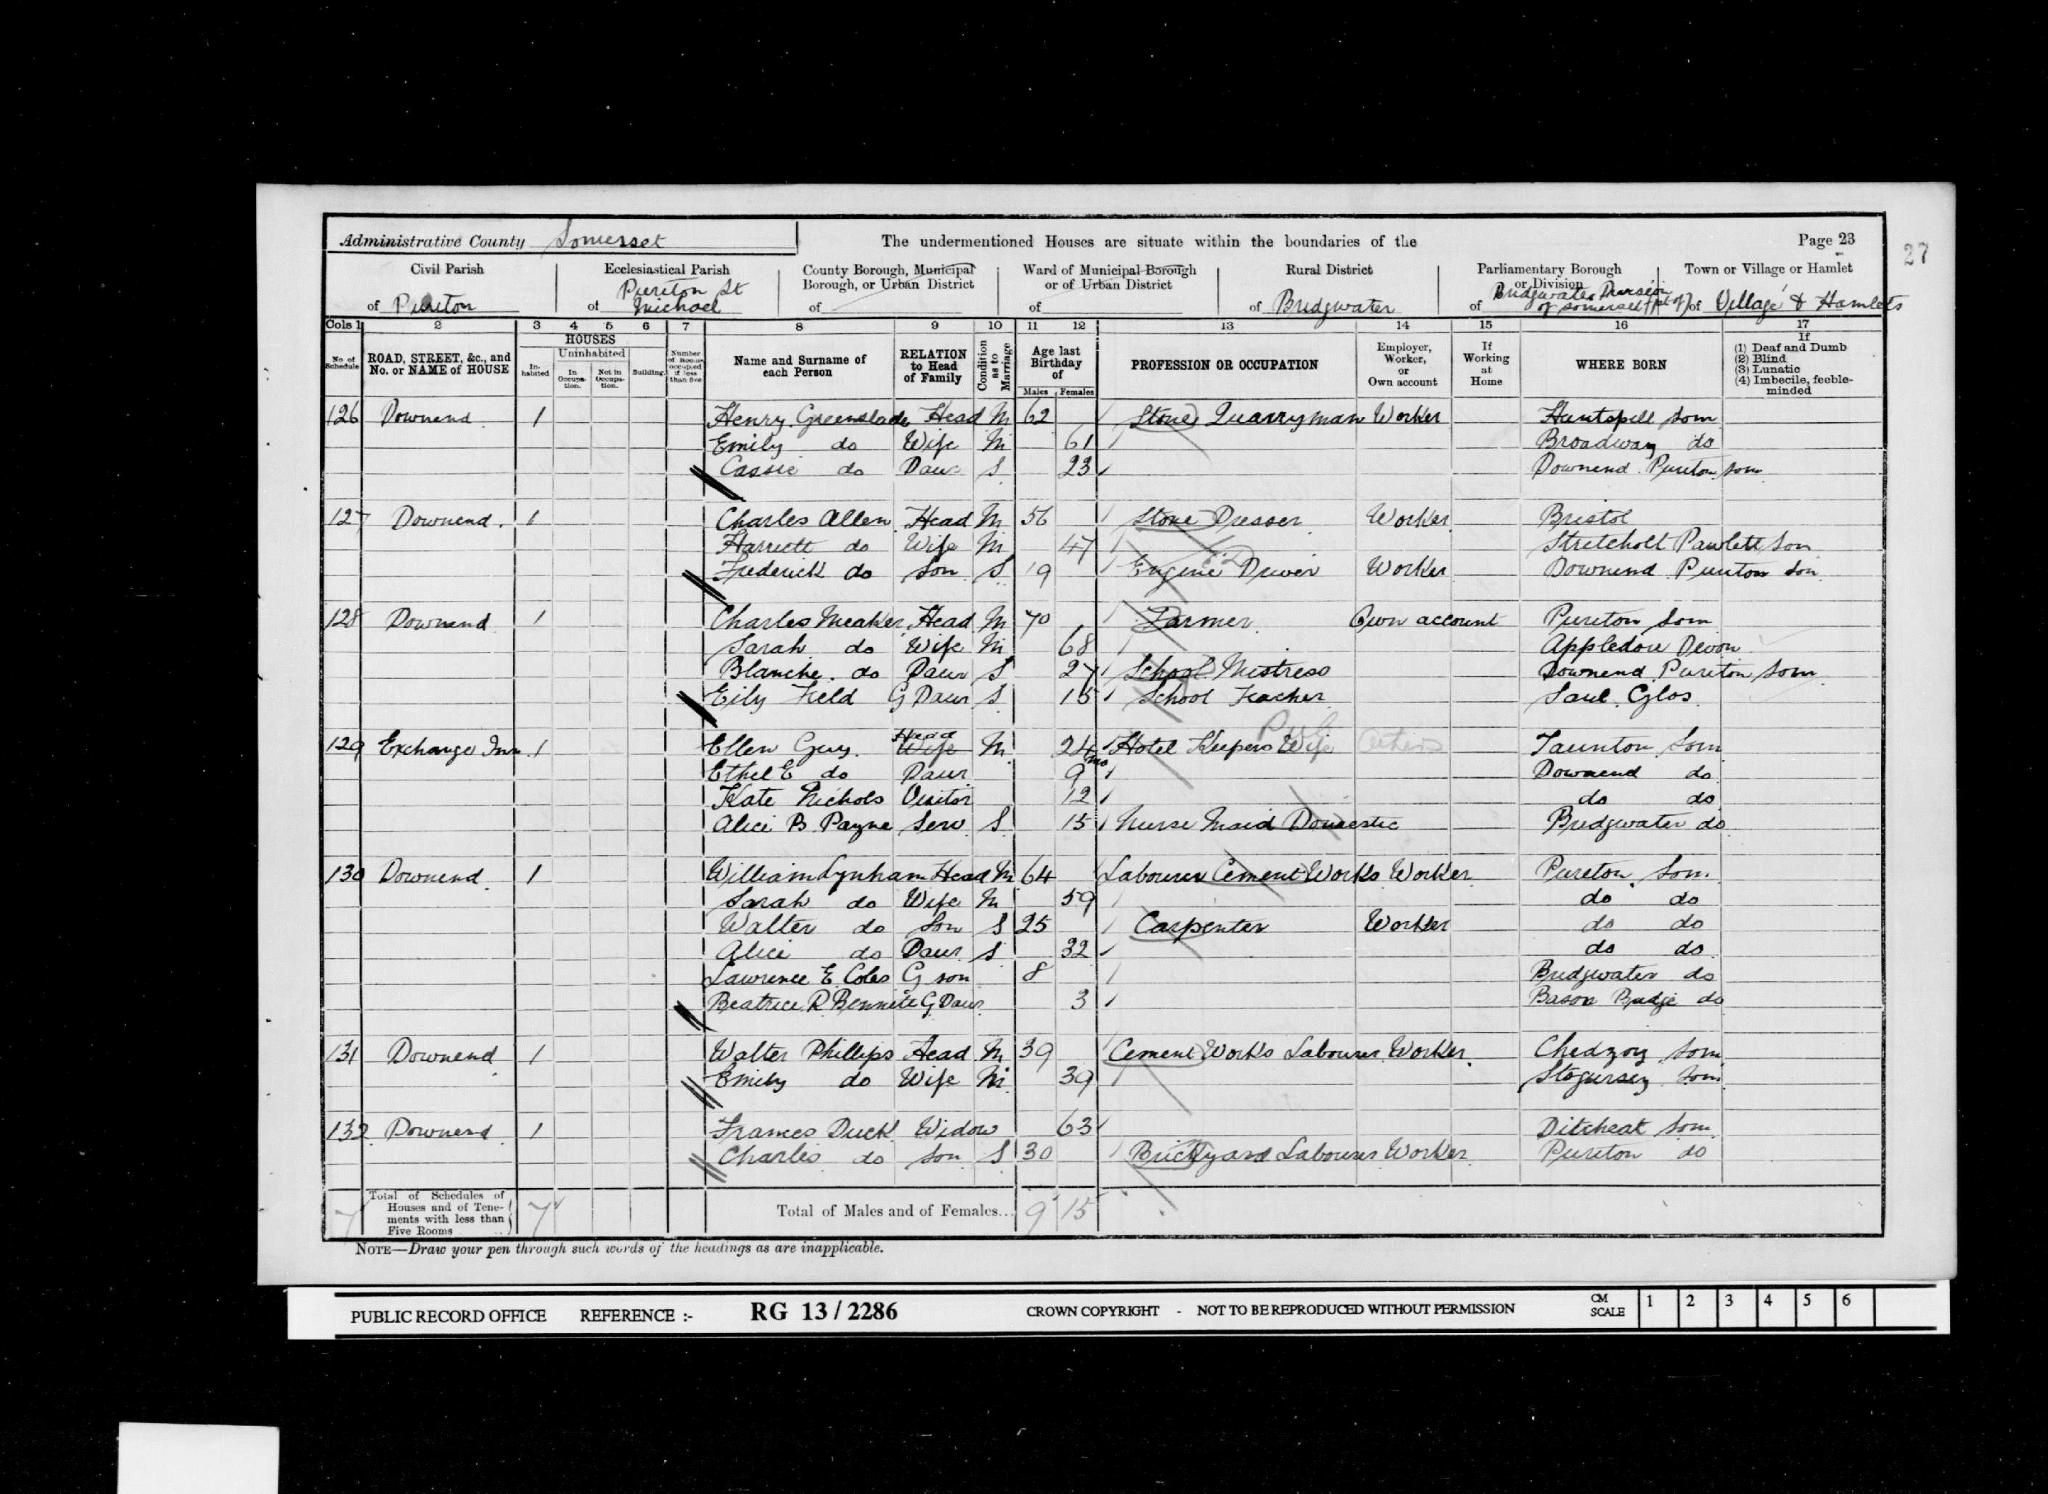 Administrative County Somerset
The undermentioned Houses are situate within the boundaries of the
Page 23
27
Civil Parish
of Puriton
Ecclesiastical Parish
of Puriton St Michael
County Borough, Municipal Borough, or Urban District
of
Ward of Municipal Borough or of Urban District
of
Rural District
of Bridgwater
Parliamentary Borough or Division
of Bridgwater Division of Somerset (pt of)
Town or Village or Hamlet
of Village & Hamlets
Cols 1 2 3 4 5 6 7 8 9 10 11 12 13 14 15 16 17
No. of Schedule
ROAD, STREET, &c., and No. or NAME of HOUSE
HOUSES
Inhabited
Uninhabited
In Occupation.
Not in Occupation.
Building.
Number of Rooms occupied if less than five
Name and Surname of each Person
RELATION to Head of Family
Condition as to Marriage
Age last Birthday of
Males Females
PROFESSION OR OCCUPATION
Employer, Worker, or Own account
If Working at Home
WHERE BORN
If
(1) Deaf and Dumb
(2) Blind
(3) Lunatic
(4) Imbecile, feeble-minded
126 Downend 1 Henry Greenslade Head M 62 Stone Quarryman Worker Huntspill Som
Emily do Wife M 61 Broadway do
Cassie do Daur S 23 Downend Puriton Som
127 Downend 1 Charles Allen Head M 56 Stone Dresser Worker Bristol
Harriett do Wife M 47 Stretcholt Pawlett Som
Frederick do Son S 19 Engine Driver Worker Downend Puriton Som
128 Downend 1 Charles Meaker Head M 70 Farmer Own account Puriton Som
Sarah do Wife M 68 Appledore Devon
Blanche do Daur S 27 School Mistress Downend Puriton Som
Eily Field G Daur S 15 School Teacher Saul Glos
129 Exchange Inn 1 Ellen Guy Wife Head M 24 Hotel Keepers Wife Taunton Som
Ethel E do Daur 9 mo Downend do
Kate Nichols Visitor 12 do do
Alice B Payne Serv S 15 Nurse Maid Domestic Bridgwater do
130 Downend 1 William Lynham Head M 64 Labourer Cement Works Worker Puriton Som
Sarah do Wife M 59 do do
Walter do Son S 25 Carpenter Worker do do
Alice do Daur S 32 do do
Lawrence E Coles G son 8 Bridgwater do
Beatrice R Bennett G Daur 3 Bason Bridge do
131 Downend 1 Walter Phillips Head M 39 Cement Works Labourer Worker Chedzoy Som
Emily do Wife M 39 Stogursey Som
132 Downend 1 Frances Duck Widow 63 Ditcheat Som
Charles do Son S 30 Brickyard Labourer Worker Puriton do
7 Total of Schedules of Houses and of Tenements with less than Five Rooms 7 Total of Males and of Females... 9 15
NOTE—Draw your pen through such words of the headings as are inapplicable.
PUBLIC RECORD OFFICE REFERENCE :- RG 13 / 2286 CROWN COPYRIGHT - NOT TO BE REPRODUCED WITHOUT PERMISSION CM SCALE 1 2 3 4 5 6